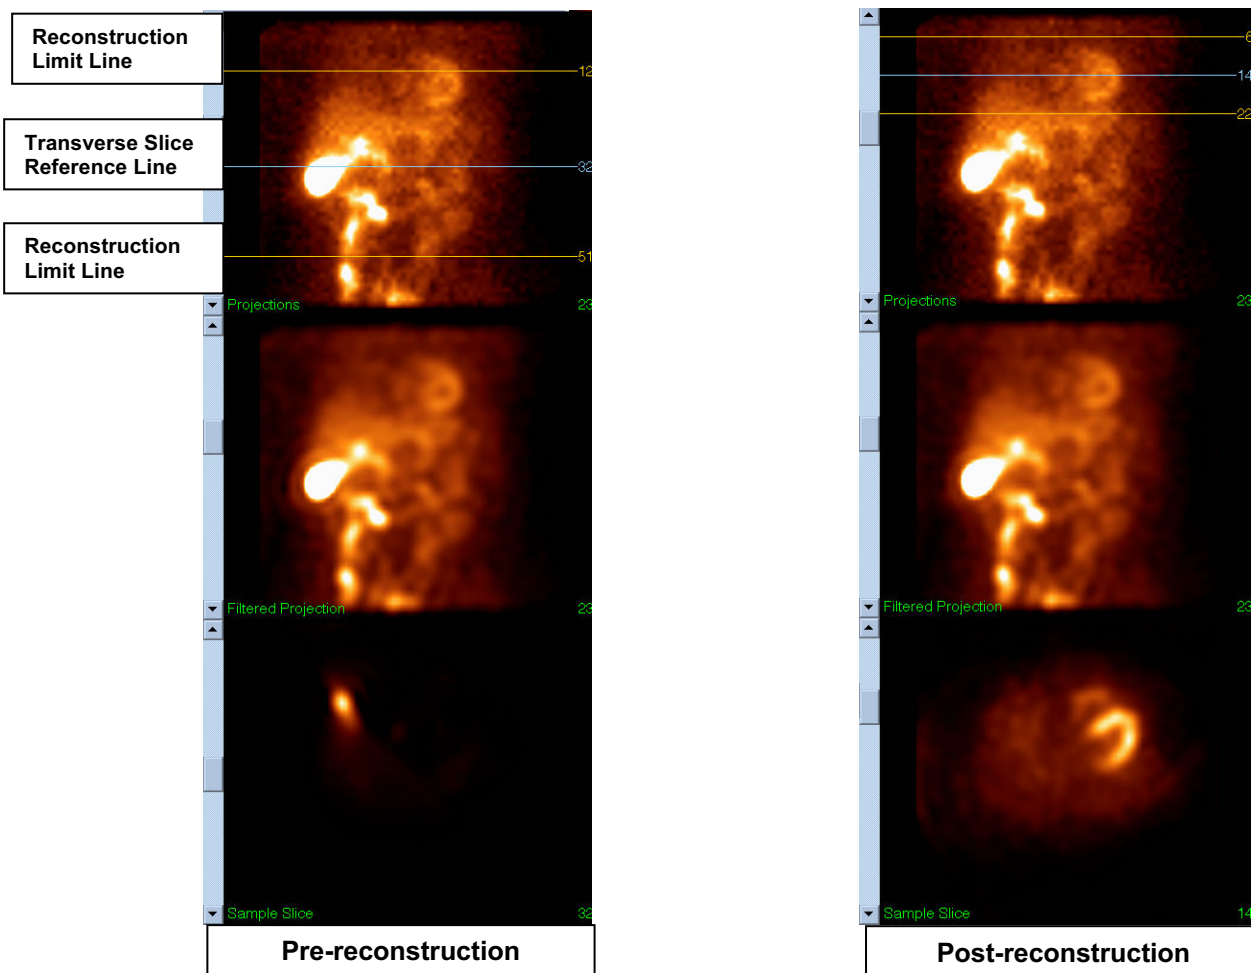 Reconstruction
Limit Line
Transverse Slice
Reference Line
Reconstruction
Limit Line
12
32
51
Projections 23
Filtered Projection 23
Sample Slice 32
Pre-reconstruction
6
14
22
Projections 23
Filtered Projection 23
Sample Slice 14
Post-reconstruction